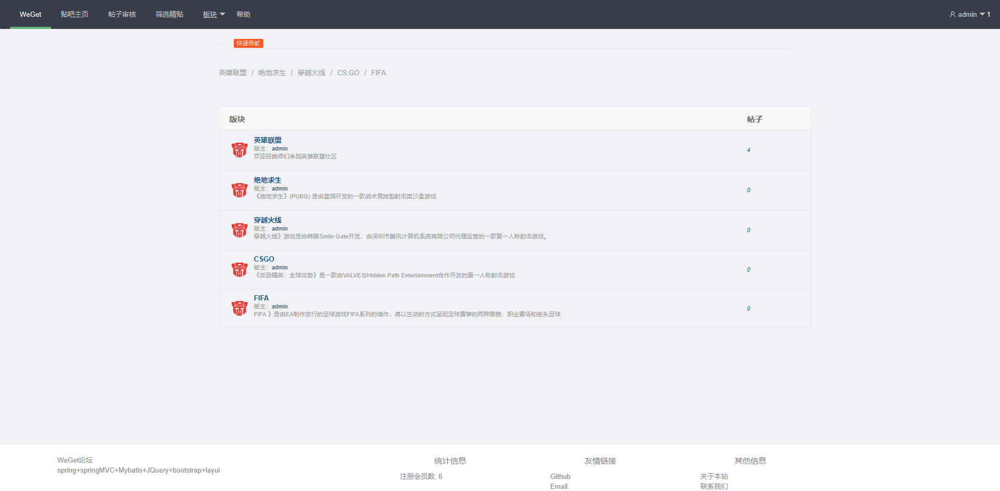 WeGet 贴吧主页 帖子审核 筛选精贴 板块 帮助 admin 1
快捷导航
英雄联盟 / 绝地求生 / 穿越火线 / CS:GO / FIFA
版块 帖子
英雄联盟
版主：admin
欢迎召唤师们来到英雄联盟社区
4
绝地求生
版主：admin
《绝地求生》(PUBG) 是由蓝洞开发的一款战术竞技型射击类沙盒游戏
0
穿越火线
版主：admin
穿越火线》游戏是由韩国Smile Gate开发，由深圳市腾讯计算机系统有限公司代理运营的一款第一人称射击游戏。
0
CSGO
版主：admin
《反恐精英：全球攻势》是一款由VALVE与Hidden Path Entertainment合作开发的第一人称射击游戏
0
FIFA
版主：admin
FIFA 》是由EA制作发行的足球游戏FIFA系列的续作，将以生动的方式呈现足球赛事的两种面貌：职业赛场和街头足球
0
WeGet论坛
spring+springMVC+Mybatis+JQuery+bootstrap+layui
统计信息
注册会员数: 6
友情链接
Github
Email:
其他信息
关于本站
联系我们